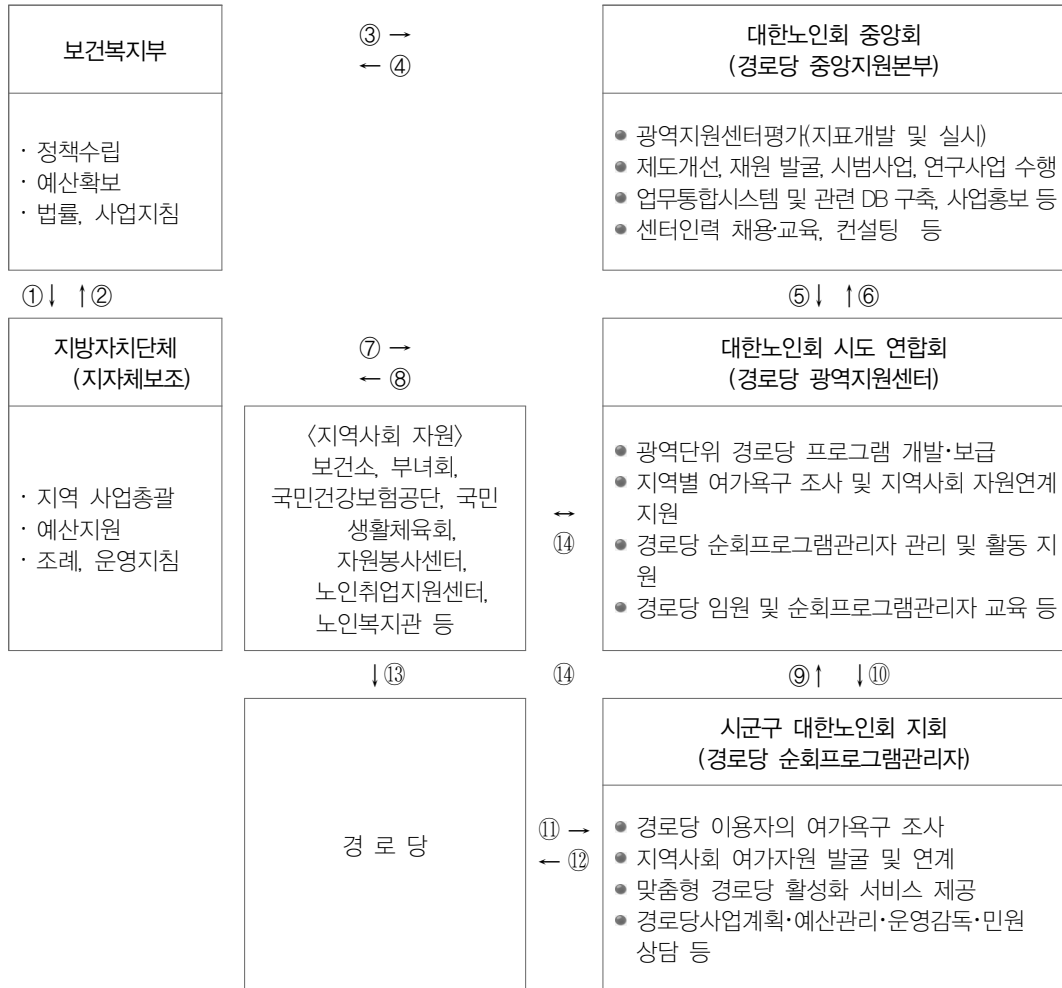 보건복지부
③ →
← ④
대한노인회 중앙회
(경로당 중앙지원본부)
· 정책수립
· 예산확보
· 법률, 사업지침
● 광역지원센터평가(지표개발 및 실시)
● 제도개선, 재원 발굴, 시범사업, 연구사업 수행
● 업무통합시스템 및 관련 DB 구축, 사업홍보 등
● 센터인력 채용·교육, 컨설팅 등
①↓ ↑②
⑤↓ ↑⑥
지방자치단체
(지자체보조)
⑦ →
← ⑧
대한노인회 시도 연합회
(경로당 광역지원센터)
· 지역 사업총괄
· 예산지원
· 조례, 운영지침
〈지역사회 자원〉
보건소, 부녀회,
국민건강보험공단, 국민
생활체육회,
자원봉사센터,
노인취업지원센터,
노인복지관 등
↔
⑭
● 광역단위 경로당 프로그램 개발·보급
● 지역별 여가욕구 조사 및 지역사회 자원연계
지원
● 경로당 순회프로그램관리자 관리 및 활동 지
원
● 경로당 임원 및 순회프로그램관리자 교육 등
↓⑬
⑭
⑨↑ ↓⑩
경 로 당
⑪ →
← ⑫
시군구 대한노인회 지회
(경로당 순회프로그램관리자)
● 경로당 이용자의 여가욕구 조사
● 지역사회 여가자원 발굴 및 연계
● 맞춤형 경로당 활성화 서비스 제공
● 경로당사업계획·예산관리·운영감독·민원
상담 등